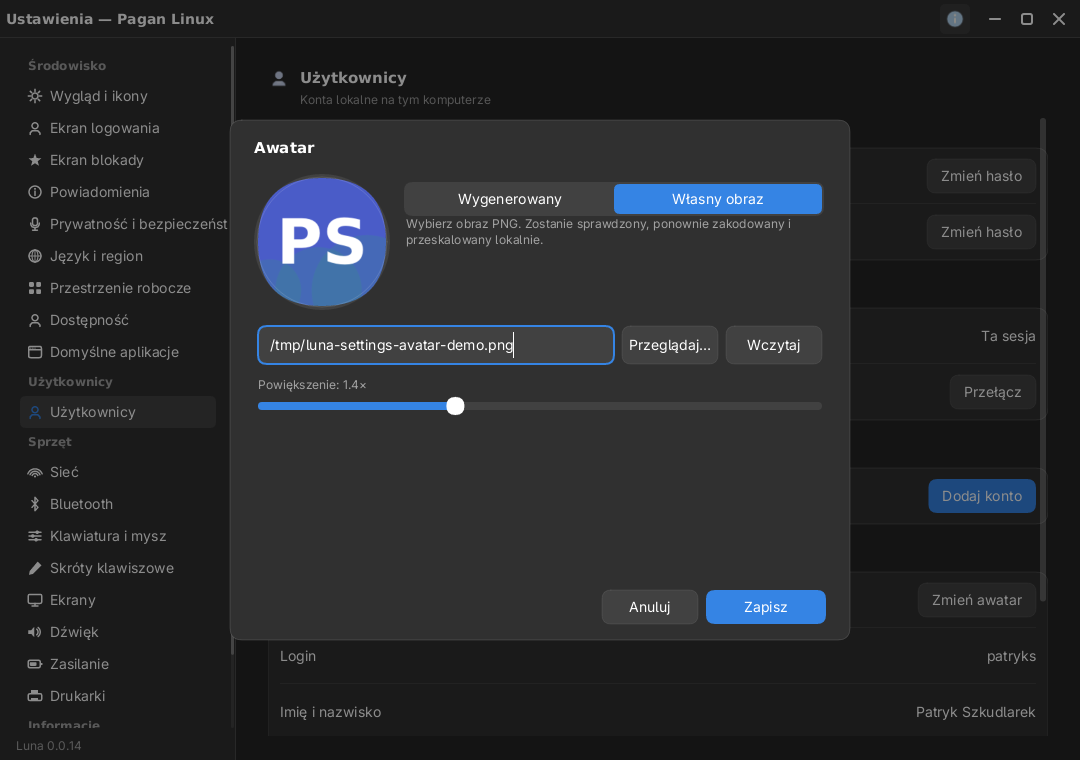 Ustawienia — Pagan Linux
Środowisko
Wygląd i ikony
Ekran logowania
Ekran blokady
Powiadomienia
Prywatność i bezpieczeńst
Język i region
Przestrzenie robocze
Dostępność
Domyślne aplikacje
Użytkownicy
Użytkownicy
Sprzęt
Sieć
Bluetooth
Klawiatura i mysz
Skróty klawiszowe
Ekrany
Dźwięk
Zasilanie
Drukarki
Informacje
Luna 0.0.14
Użytkownicy
Konta lokalne na tym komputerze
Zmień hasło
Zmień hasło
Ta sesja
Przełącz
Dodaj konto
Zmień awatar
Login patryks
Imię i nazwisko Patryk Szkudlarek
Awatar
PS
Wygenerowany Własny obraz
Wybierz obraz PNG. Zostanie sprawdzony, ponownie zakodowany i
przeskalowany lokalnie.
/tmp/luna-settings-avatar-demo.png Przeglądaj... Wczytaj
Powiększenie: 1.4×
Anuluj Zapisz